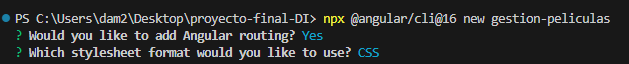 PS C:\Users\dam2\Desktop\proyecto-final-DI> npx @angular/cli@16 new gestion-peliculas
? Would you like to add Angular routing? Yes
? Which stylesheet format would you like to use? CSS